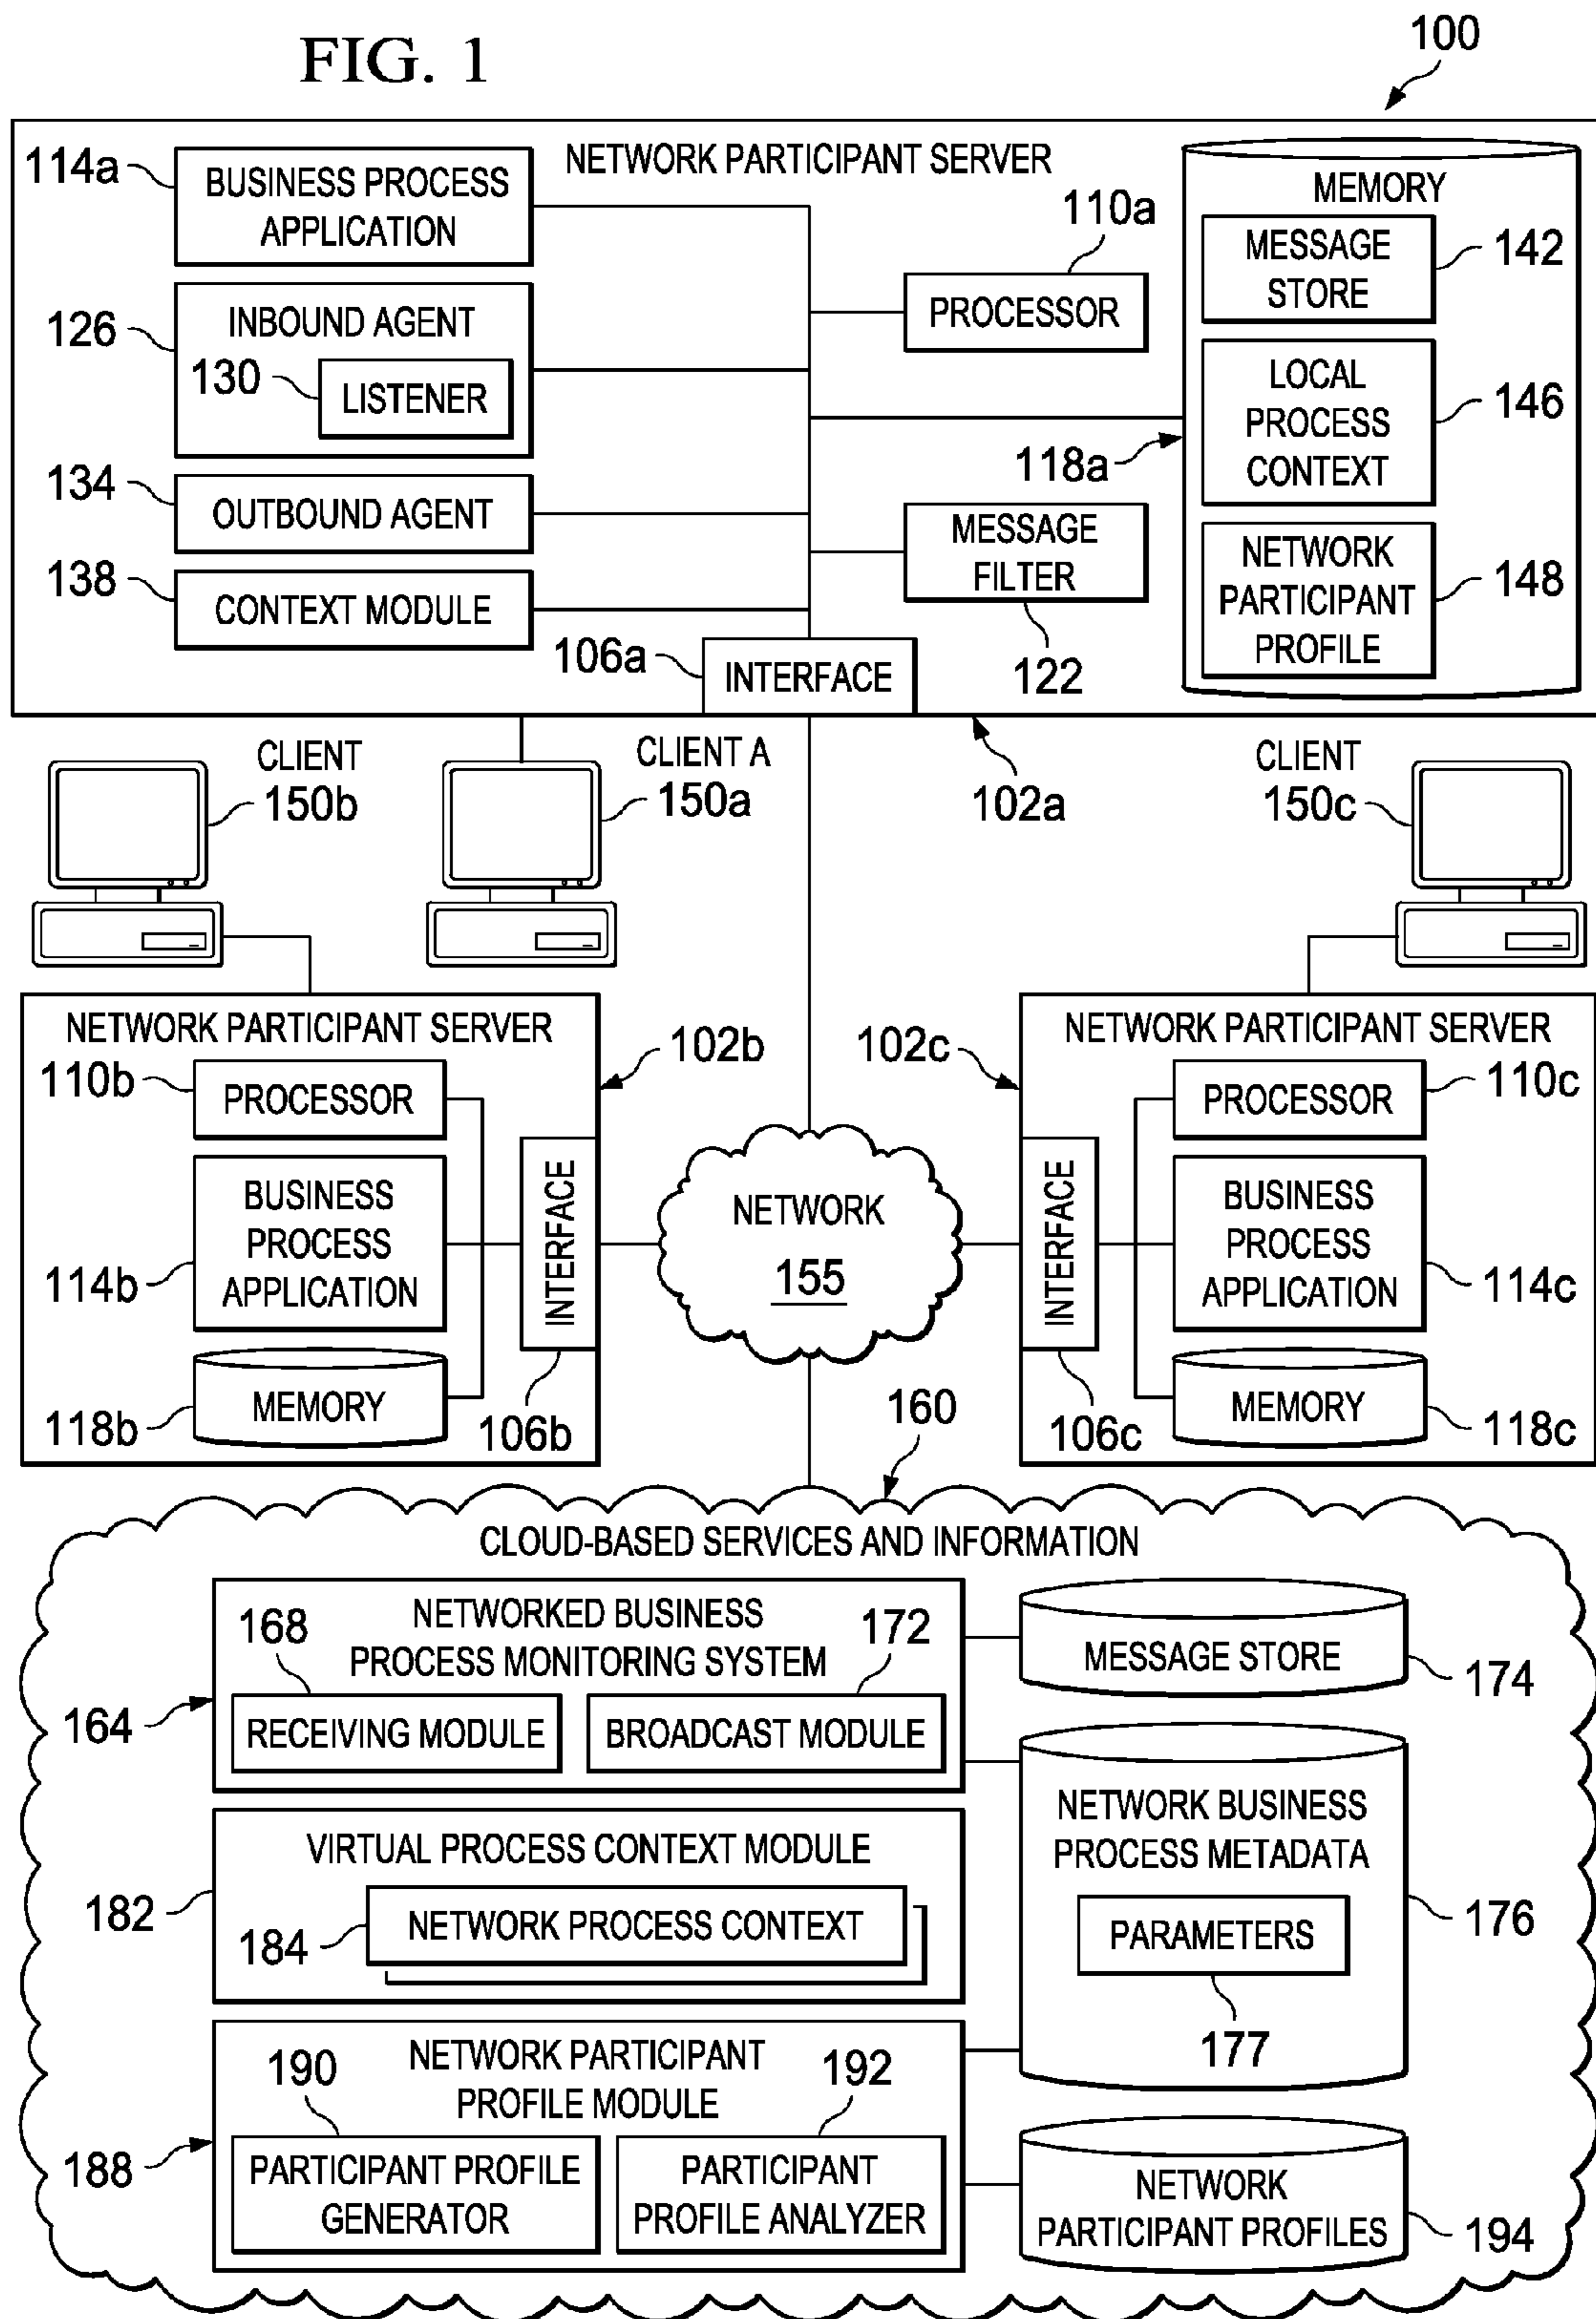 FIG. 1
100
NETWORK PARTICIPANT SERVER
114a
BUSINESS PROCESS
APPLICATION
126
INBOUND AGENT
130
LISTENER
134
OUTBOUND AGENT
138
CONTEXT MODULE
110a
PROCESSOR
118a
MESSAGE
FILTER
122
106a
INTERFACE
MEMORY
MESSAGE
STORE
142
LOCAL
PROCESS
CONTEXT
146
NETWORK
PARTICIPANT
PROFILE
148
102a
CLIENT
150b
CLIENT A
150a
CLIENT
150c
NETWORK PARTICIPANT SERVER
102b
110b
PROCESSOR
BUSINESS
PROCESS
APPLICATION
114b
MEMORY
118b
INTERFACE
106b
NETWORK
155
NETWORK PARTICIPANT SERVER
102c
PROCESSOR
110c
BUSINESS
PROCESS
APPLICATION
114c
MEMORY
118c
INTERFACE
106c
160
CLOUD-BASED SERVICES AND INFORMATION
NETWORKED BUSINESS
PROCESS MONITORING SYSTEM
168
172
164
RECEIVING MODULE
BROADCAST MODULE
MESSAGE STORE
174
VIRTUAL PROCESS CONTEXT MODULE
182
184
NETWORK PROCESS CONTEXT
NETWORK BUSINESS
PROCESS METADATA
176
PARAMETERS
177
NETWORK PARTICIPANT
PROFILE MODULE
190
192
188
PARTICIPANT PROFILE
GENERATOR
PARTICIPANT
PROFILE ANALYZER
NETWORK
PARTICIPANT PROFILES
194